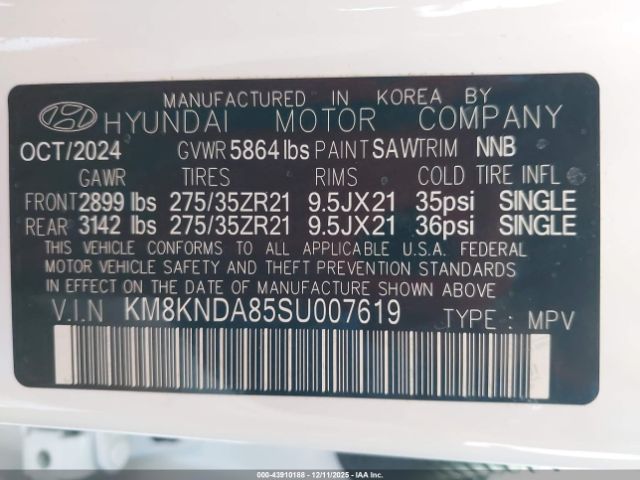 MANUFACTURED IN KOREA BY
HYUNDAI MOTOR COMPANY
OCT/2024 GVWR 5864 lbs PAINT SAW TRIM NNB
GAWR TIRES RIMS COLD TIRE INFL
FRONT 2899 lbs 275/35ZR21 9.5JX21 35psi SINGLE
REAR 3142 lbs 275/35ZR21 9.5JX21 36psi SINGLE
THIS VEHICLE CONFORMS TO ALL APPLICABLE U.S.A. FEDERAL
MOTOR VEHICLE SAFETY AND THEFT PREVENTION STANDARDS
IN EFFECT ON THE DATE OF MANUFACTURE SHOWN ABOVE.
V.I.N KM8KNDA85SU007619 TYPE : MPV
000-43910188 - 12/11/2025 - IAA Inc.